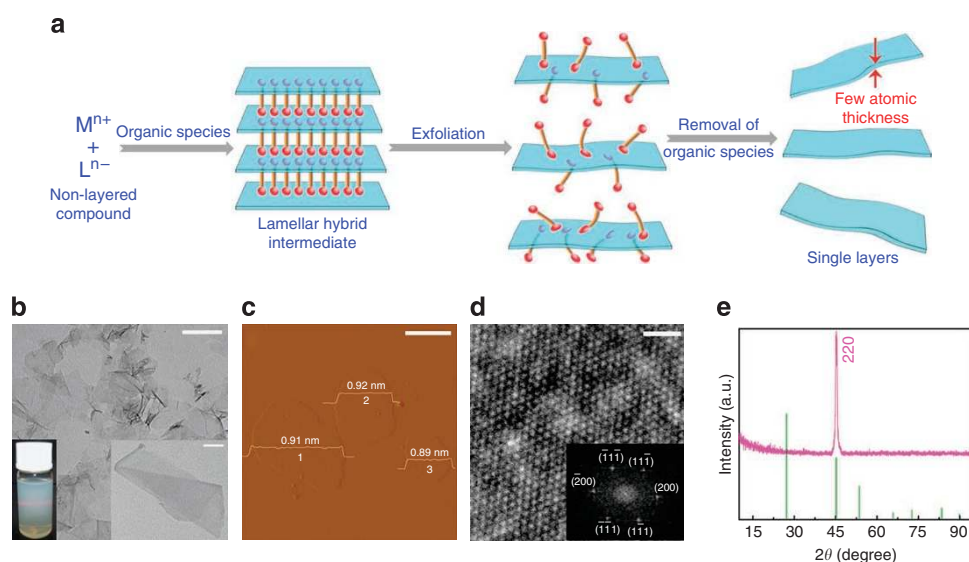 a
M^n+
+
L^n−
Non-layered
compound
Organic species
Lamellar hybrid
intermediate
Exfoliation
Removal of
organic species
Few atomic
thickness
Single layers
b
c
0.92 nm
2
0.91 nm
1
0.89 nm
3
d
(1̄11̄)
(111̄)
(2̄00)
(200)
(1̄1̄1)
(11̄1)
e
Intensity (a.u.)
220
15
30
45
60
75
90
2θ (degree)